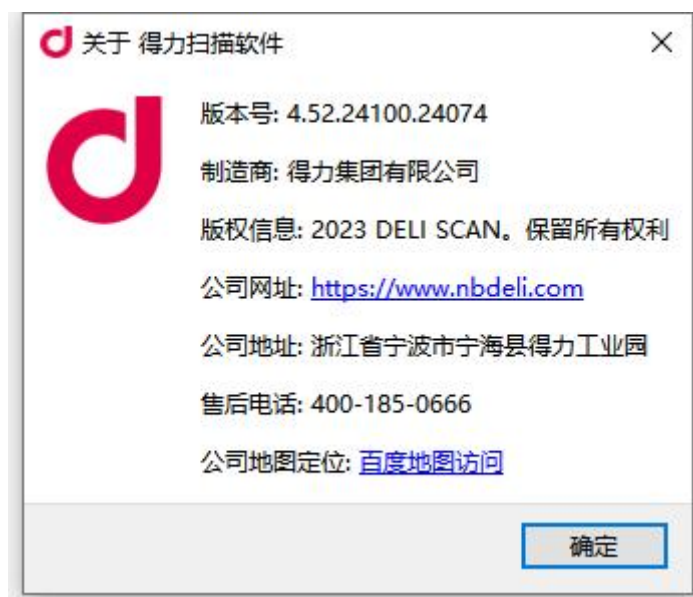 关于 得力扫描软件
版本号: 4.52.24100.24074
制造商: 得力集团有限公司
版权信息: 2023 DELI SCAN。保留所有权利
公司网址: https://www.nbdeli.com
公司地址: 浙江省宁波市宁海县得力工业园
售后电话: 400-185-0666
公司地图定位: 百度地图访问
确定